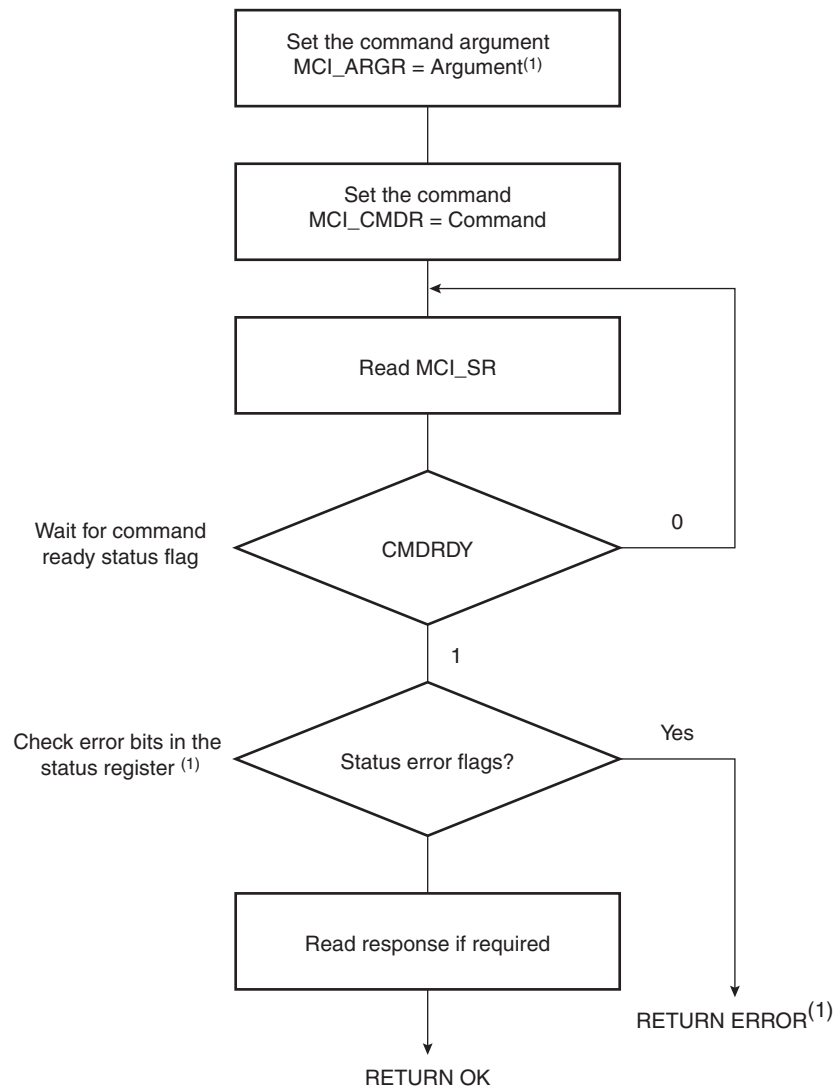 Set the command argument
MCI_ARGR = Argument(1)
Set the command
MCI_CMDR = Command
Read MCI_SR
Wait for command
ready status flag
CMDRDY
0
1
Check error bits in the
status register (1)
Status error flags?
Yes
Read response if required
RETURN ERROR(1)
RETURN OK